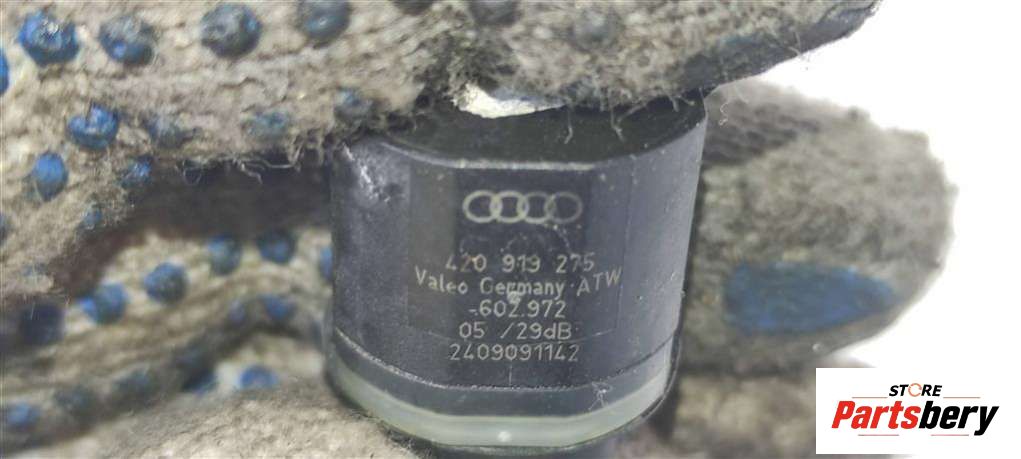 420 919 275
Valeo Germany ATW
-602.972
05 /29dB
2409091142
STORE
Partsbery